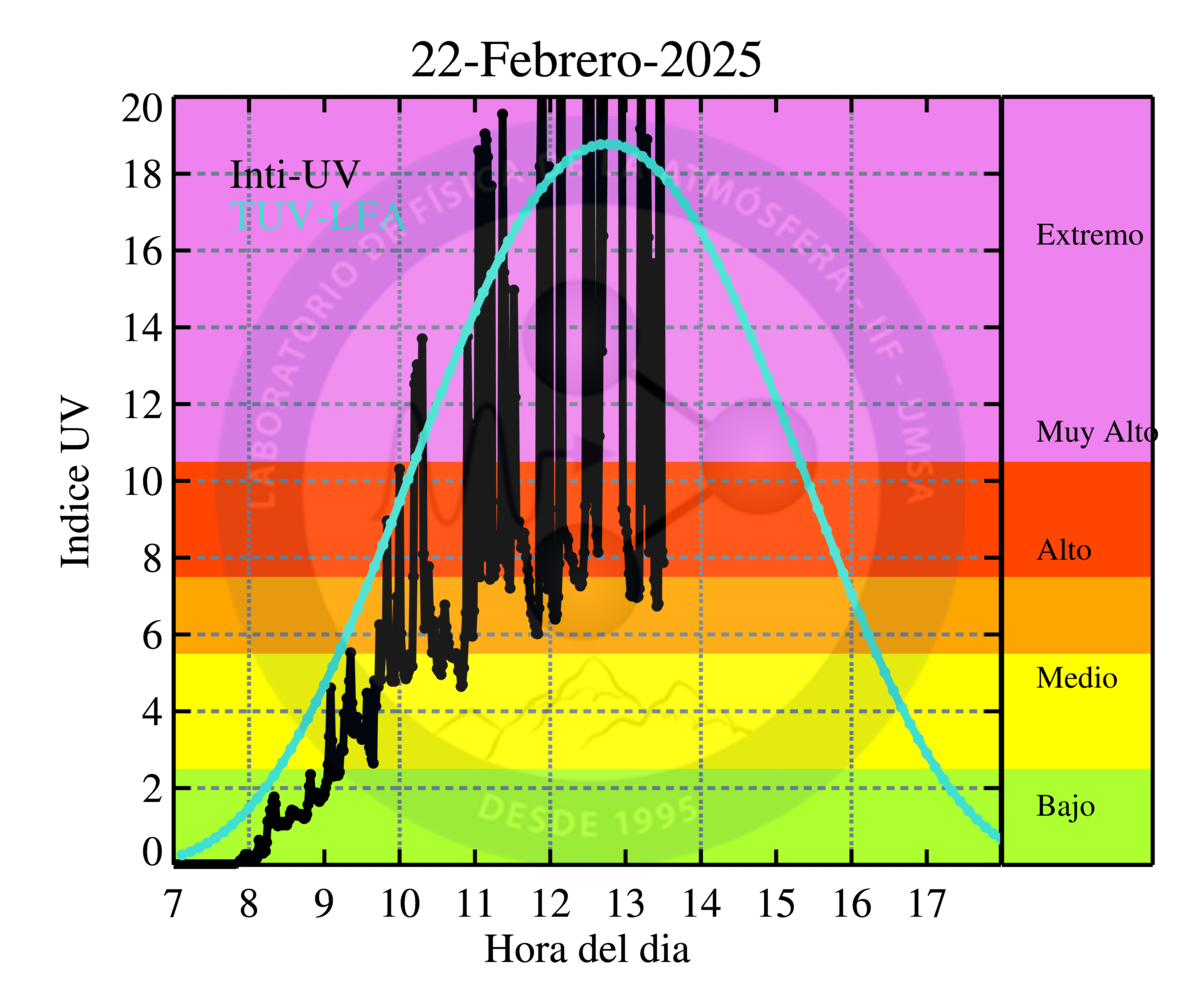 22-Febrero-2025
Indice UV
20
18
16
14
12
10
8
6
4
2
0
Inti-UV
TUV-LFA
LABORATORIO DE FÍSICA DE LA ATMÓSFERA - IIF - UMSA
DESDE 1995
Extremo
Muy Alto
Alto
Medio
Bajo
7 8 9 10 11 12 13 14 15 16 17
Hora del dia